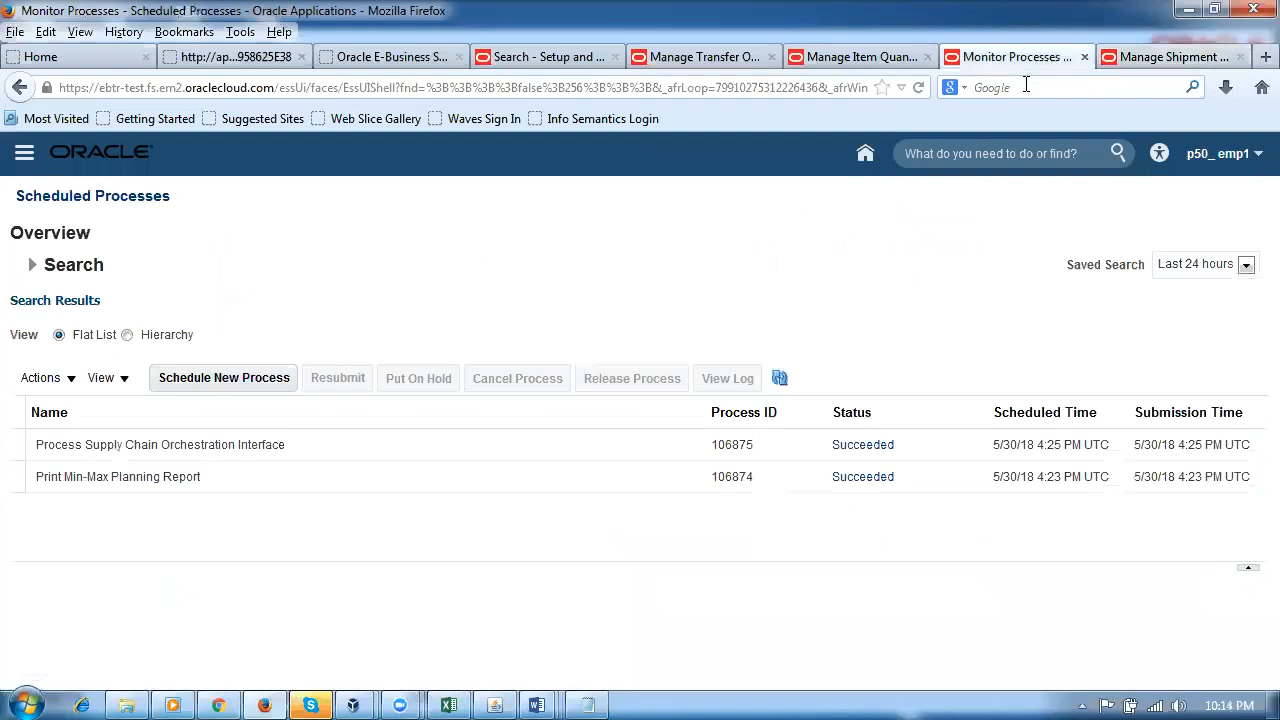 Monitor Processes - Scheduled Processes - Oracle Applications - Mozilla Firefox
File Edit View History Bookmarks Tools Help
Home http://ap...958625E38 Oracle E-Business S... Search - Setup and ... Manage Transfer O... Manage Item Quan... Monitor Processes ... Manage Shipment ...
https://ebtr-test.fs.em2.oraclecloud.com/essUi/faces/EssUIShell?fnd=%3B%3B%3Bfalse%3B256%3B%3B%3B&_afrLoop=7991027531226436&_afrWin Google
Most Visited Getting Started Suggested Sites Web Slice Gallery Waves Sign In Info Semantics Login
ORACLE What do you need to do or find? p50_ emp1
Scheduled Processes
Overview
Search Saved Search Last 24 hours
Search Results
View Flat List Hierarchy
Actions View Schedule New Process Resubmit Put On Hold Cancel Process Release Process View Log
Name Process ID Status Scheduled Time Submission Time
Process Supply Chain Orchestration Interface 106875 Succeeded 5/30/18 4:25 PM UTC 5/30/18 4:25 PM UTC
Print Min-Max Planning Report 106874 Succeeded 5/30/18 4:23 PM UTC 5/30/18 4:23 PM UTC
10:14 PM